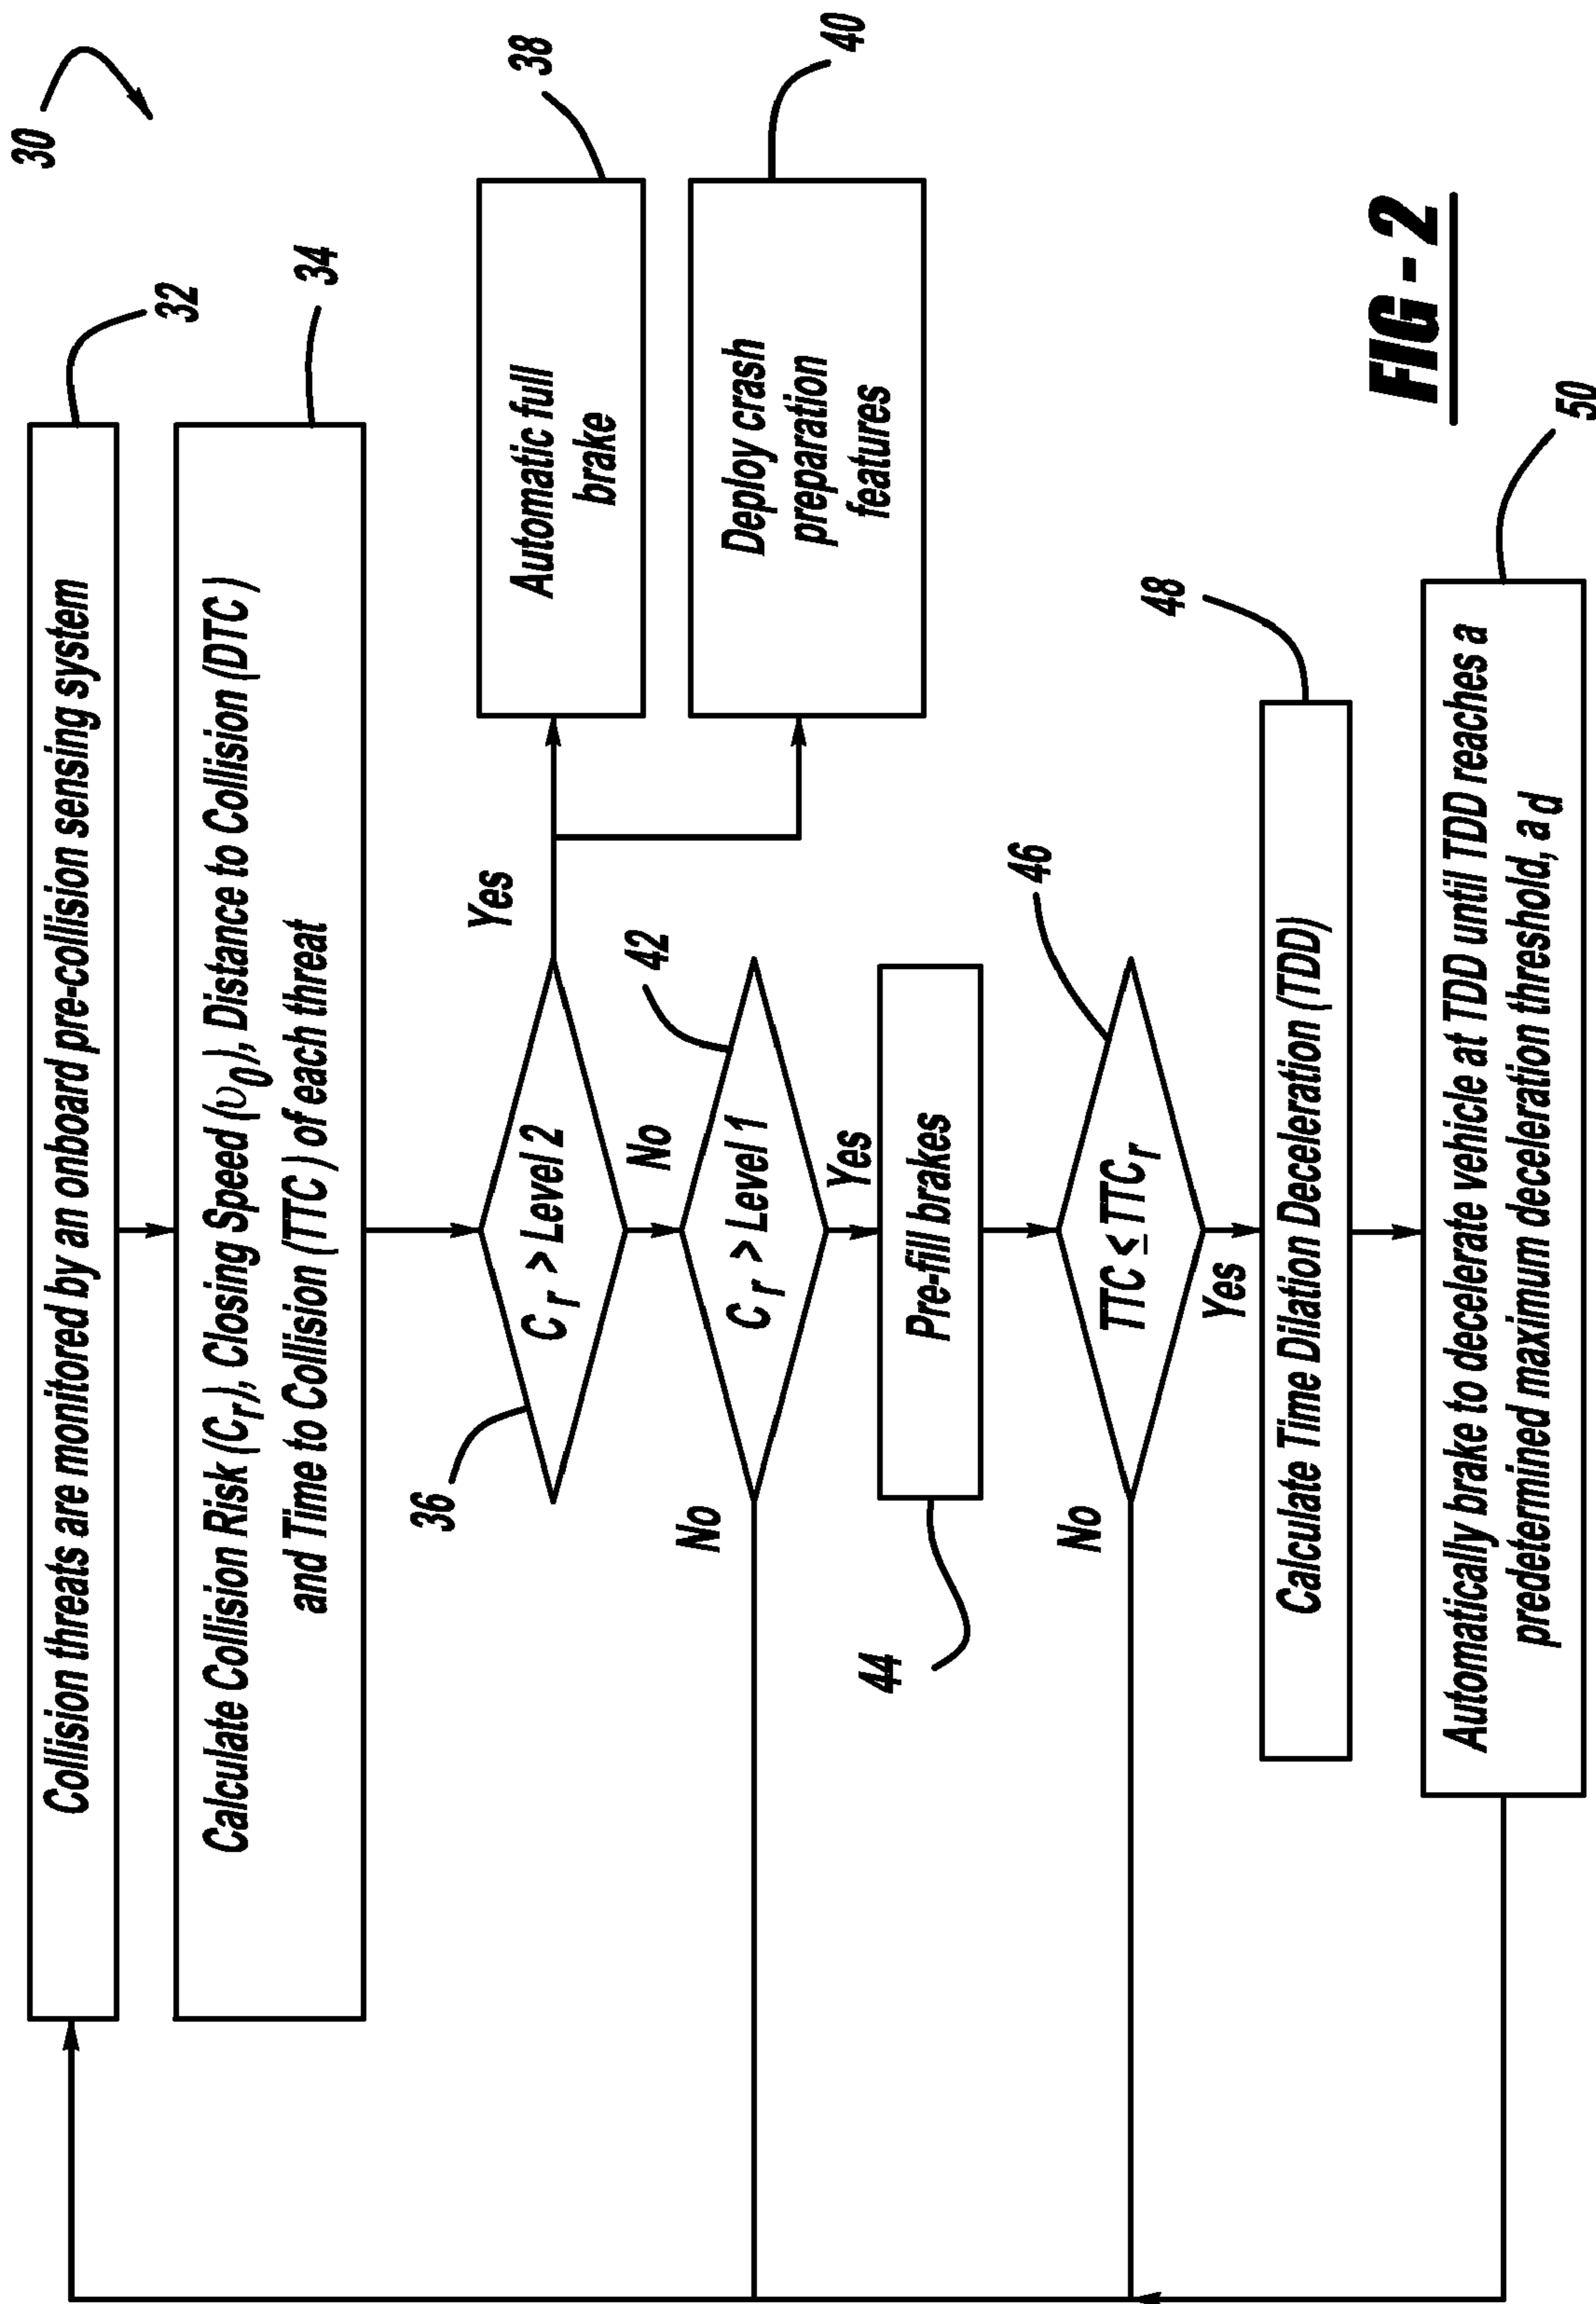 30
Collision threats are monitored by an onboard pre-collision sensing system
32
Calculate Collision Risk (Cr), Closing Speed (υ0), Distance to Collision (DTC)
and Time to Collision (TTC) of each threat
34
36
Cr > Level 2
Yes
Automatic full
brake
38
Deploy crash
preparation
features
40
No
42
Cr > Level 1
No
Yes
Pre-fill brakes
44
46
TTC ≤ TTCr
No
Yes
48
Calculate Time Dilation Deceleration (TDD)
Automatically brake to decelerate vehicle at TDD until TDD reaches a
predetermined maximum deceleration threshold, ad
50
FIG - 2